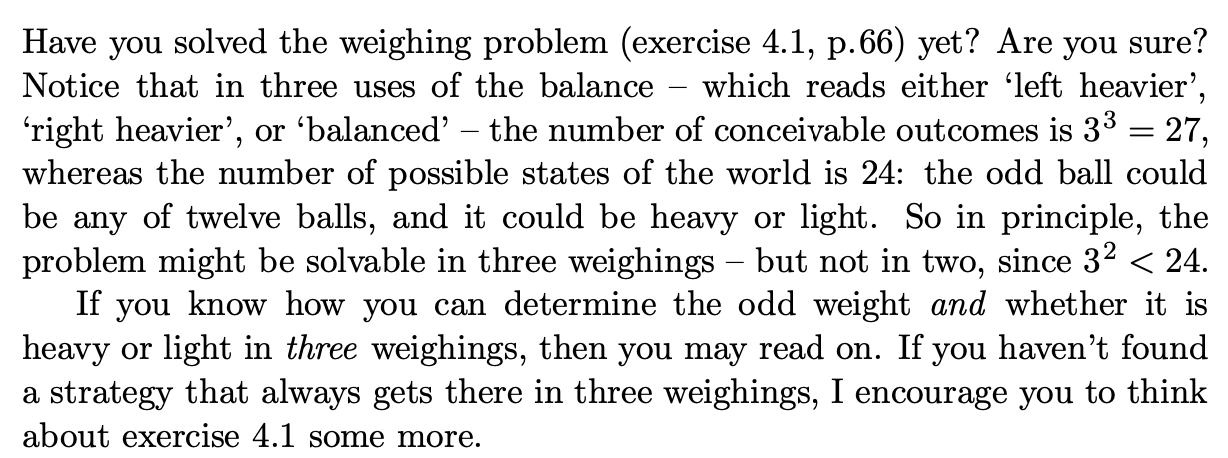 Have you solved the weighing problem (exercise 4.1, p.66) yet? Are you sure?
Notice that in three uses of the balance – which reads either ‘left heavier’,
‘right heavier’, or ‘balanced’ – the number of conceivable outcomes is 3³ = 27,
whereas the number of possible states of the world is 24: the odd ball could
be any of twelve balls, and it could be heavy or light. So in principle, the
problem might be solvable in three weighings – but not in two, since 3² < 24.
If you know how you can determine the odd weight and whether it is
heavy or light in three weighings, then you may read on. If you haven’t found
a strategy that always gets there in three weighings, I encourage you to think
about exercise 4.1 some more.